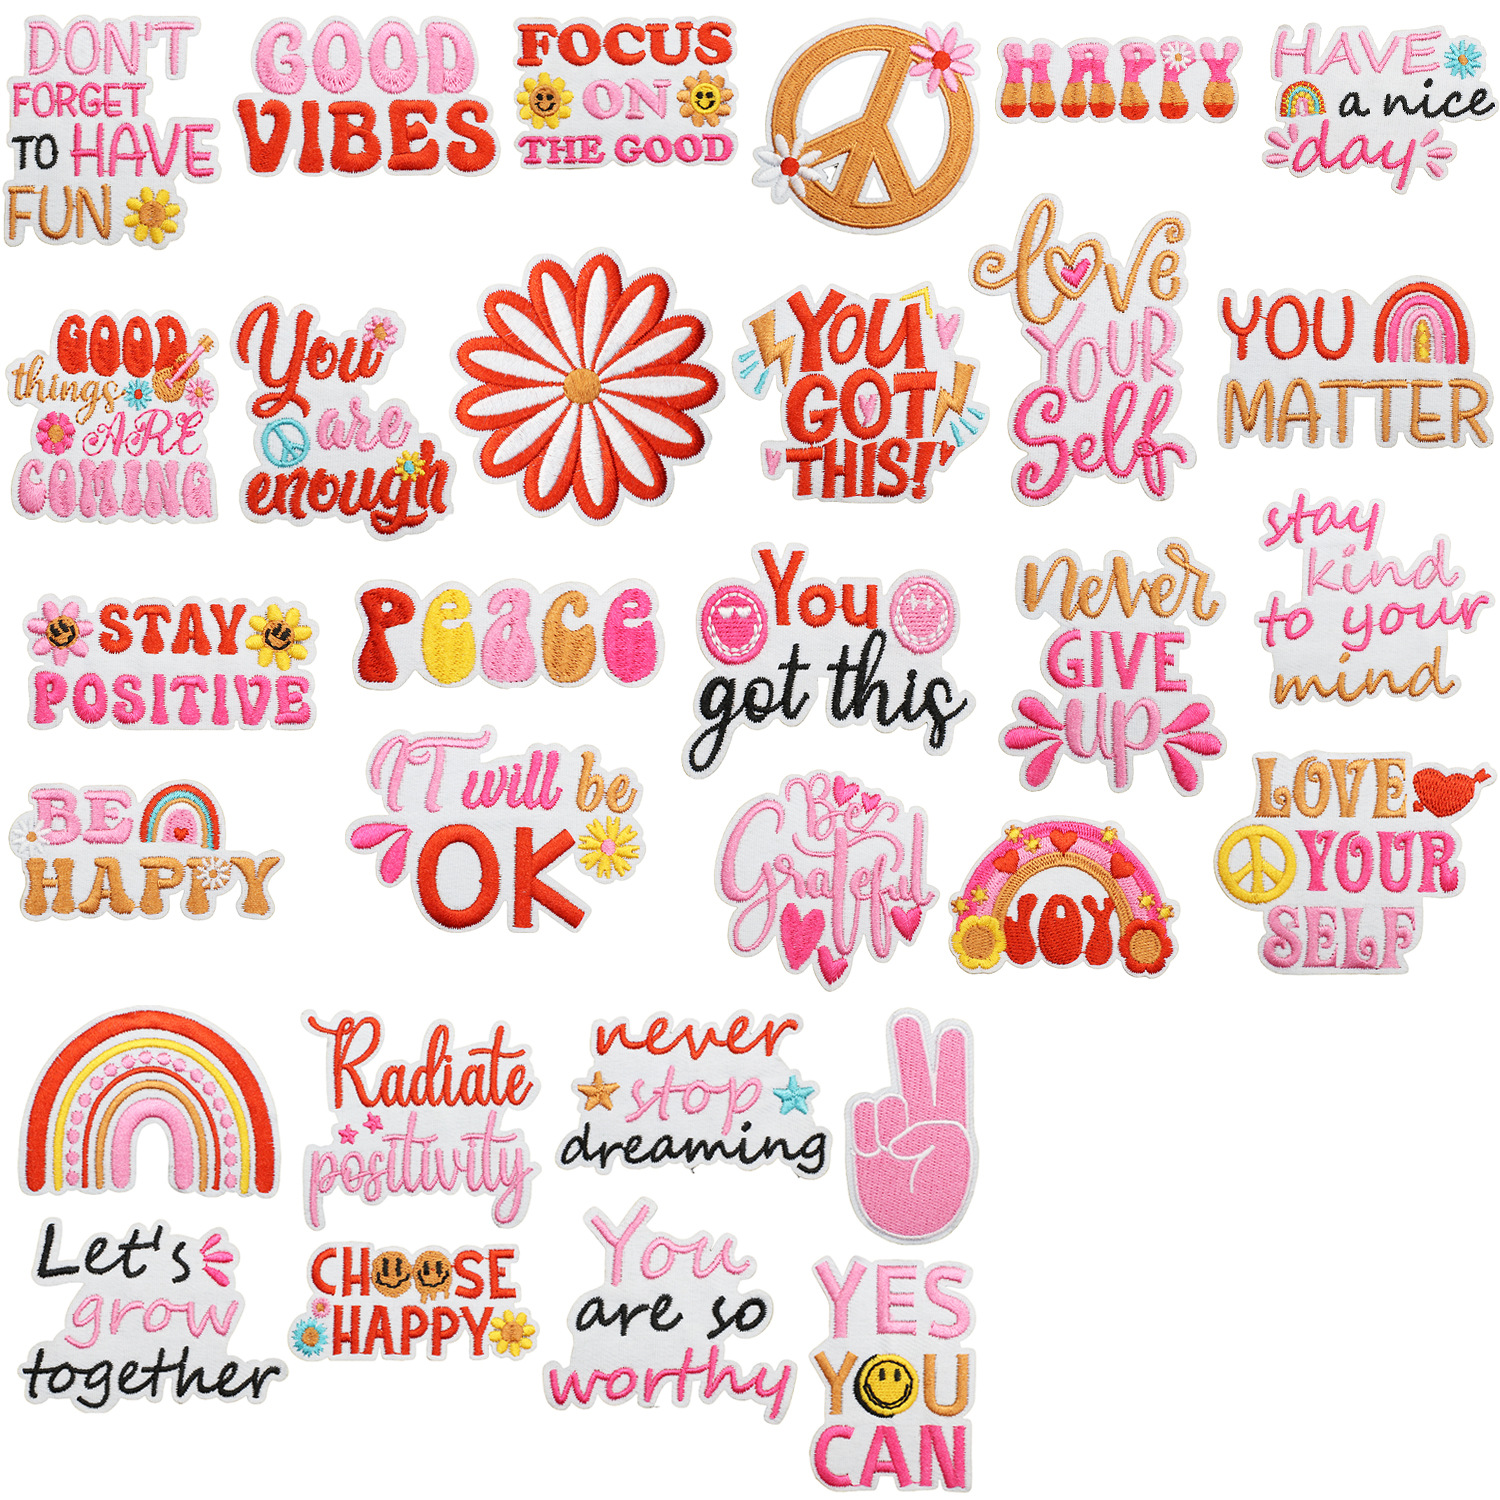 DON'T
FORGET
TO HAVE
FUN
GOOD
VIBES
FOCUS
ON
THE GOOD
HAPPY
HAVE
a nice
day
GOOD
things
ARE
COMING
You
are
enough
YOU
GOT
THIS!
love
YOUR
Self
YOU
MATTER
STAY
POSITIVE
Peace
You
got this
never
GIVE
up
stay
kind
to your
mind
BE
HAPPY
IT will be
OK
Be
Grateful
JOY
LOVE
YOUR
SELF
Radiate
positivity
never
stop
dreaming
Let's
grow
together
CHOOSE
HAPPY
You
are so
worthy
YES
YOU
CAN